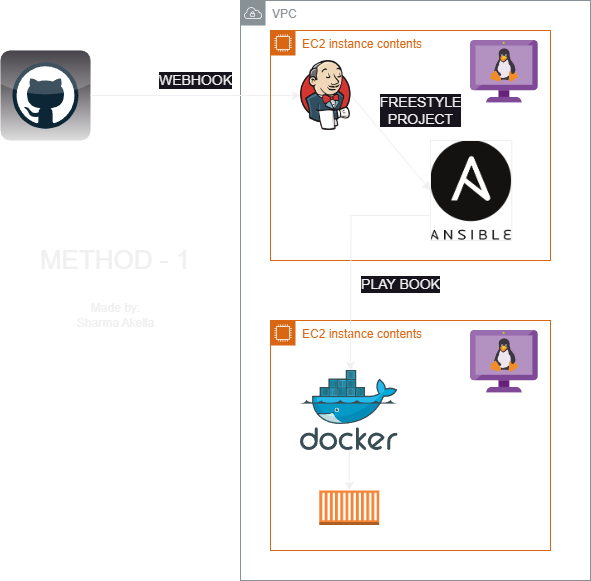 VPC
EC2 instance contents
WEBHOOK
FREESTYLE
PROJECT
ANSIBLE
METHOD - 1
PLAY BOOK
Made by:
Sharma Akella
EC2 instance contents
docker